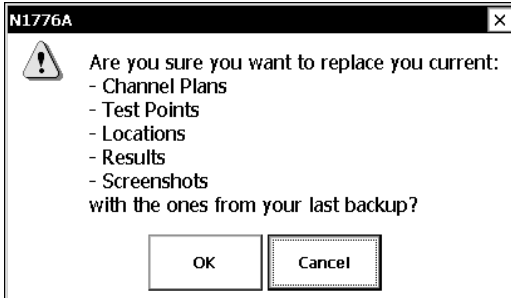 N1776A
Are you sure you want to replace you current:
- Channel Plans
- Test Points
- Locations
- Results
- Screenshots
with the ones from your last backup?
OK
Cancel